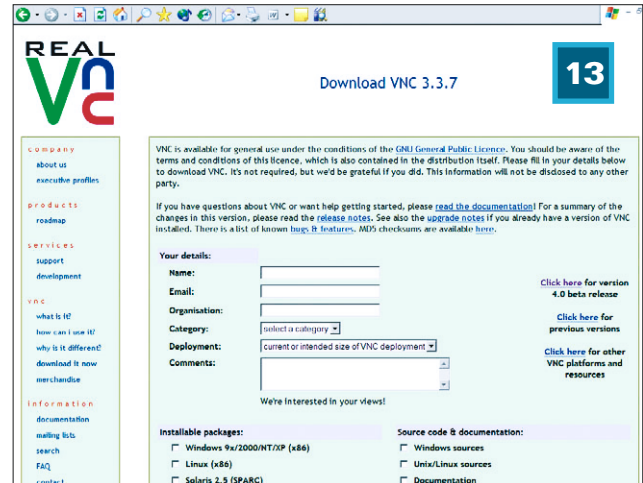 REAL
VNC
Download VNC 3.3.7
13
company
about us
executive profiles
products
roadmap
services
support
development
vnc
what is it?
how can i use it?
why is it different?
download it now
merchandise
information
documentation
mailing lists
search
FAQ
contact
VNC is available for general use under the conditions of the GNU General Public Licence. You should be aware of the
terms and conditions of this licence, which is also contained in the distribution itself. Please fill in your details below
to download VNC. It's not required, but we'd be grateful if you did. This information will not be disclosed to any other
party.
If you have questions about VNC or want help getting started, please read the documentation! For a summary of the
changes in this version, please read the release notes. See also the upgrade notes if you already have a version of VNC
installed. There is a list of known bugs & features. MD5 checksums are available here.
Your details:
Name:
Email:
Organisation:
Category: select a category
Deployment: current or intended size of VNC deployment
Comments:
We're interested in your views!
Click here for version
4.0 beta release
Click here for
previous versions
Click here for other
VNC platforms and
resources
Installable packages:
Windows 9x/2000/NT/XP (x86)
Linux (x86)
Solaris 2.5 (SPARC)
Source code & documentation:
Windows sources
Unix/Linux sources
Documentation